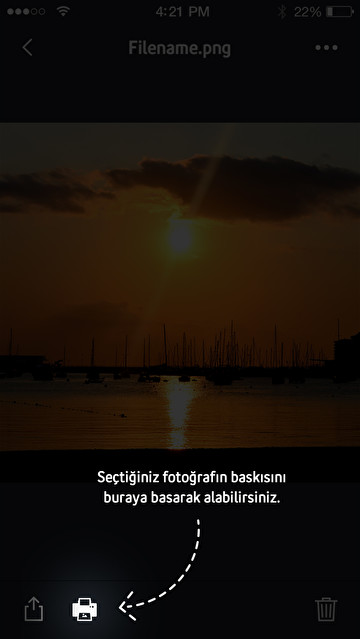 4:21 PM
22%
Filename.png
Seçtiğiniz fotoğrafın baskısını
buraya basarak alabilirsiniz.